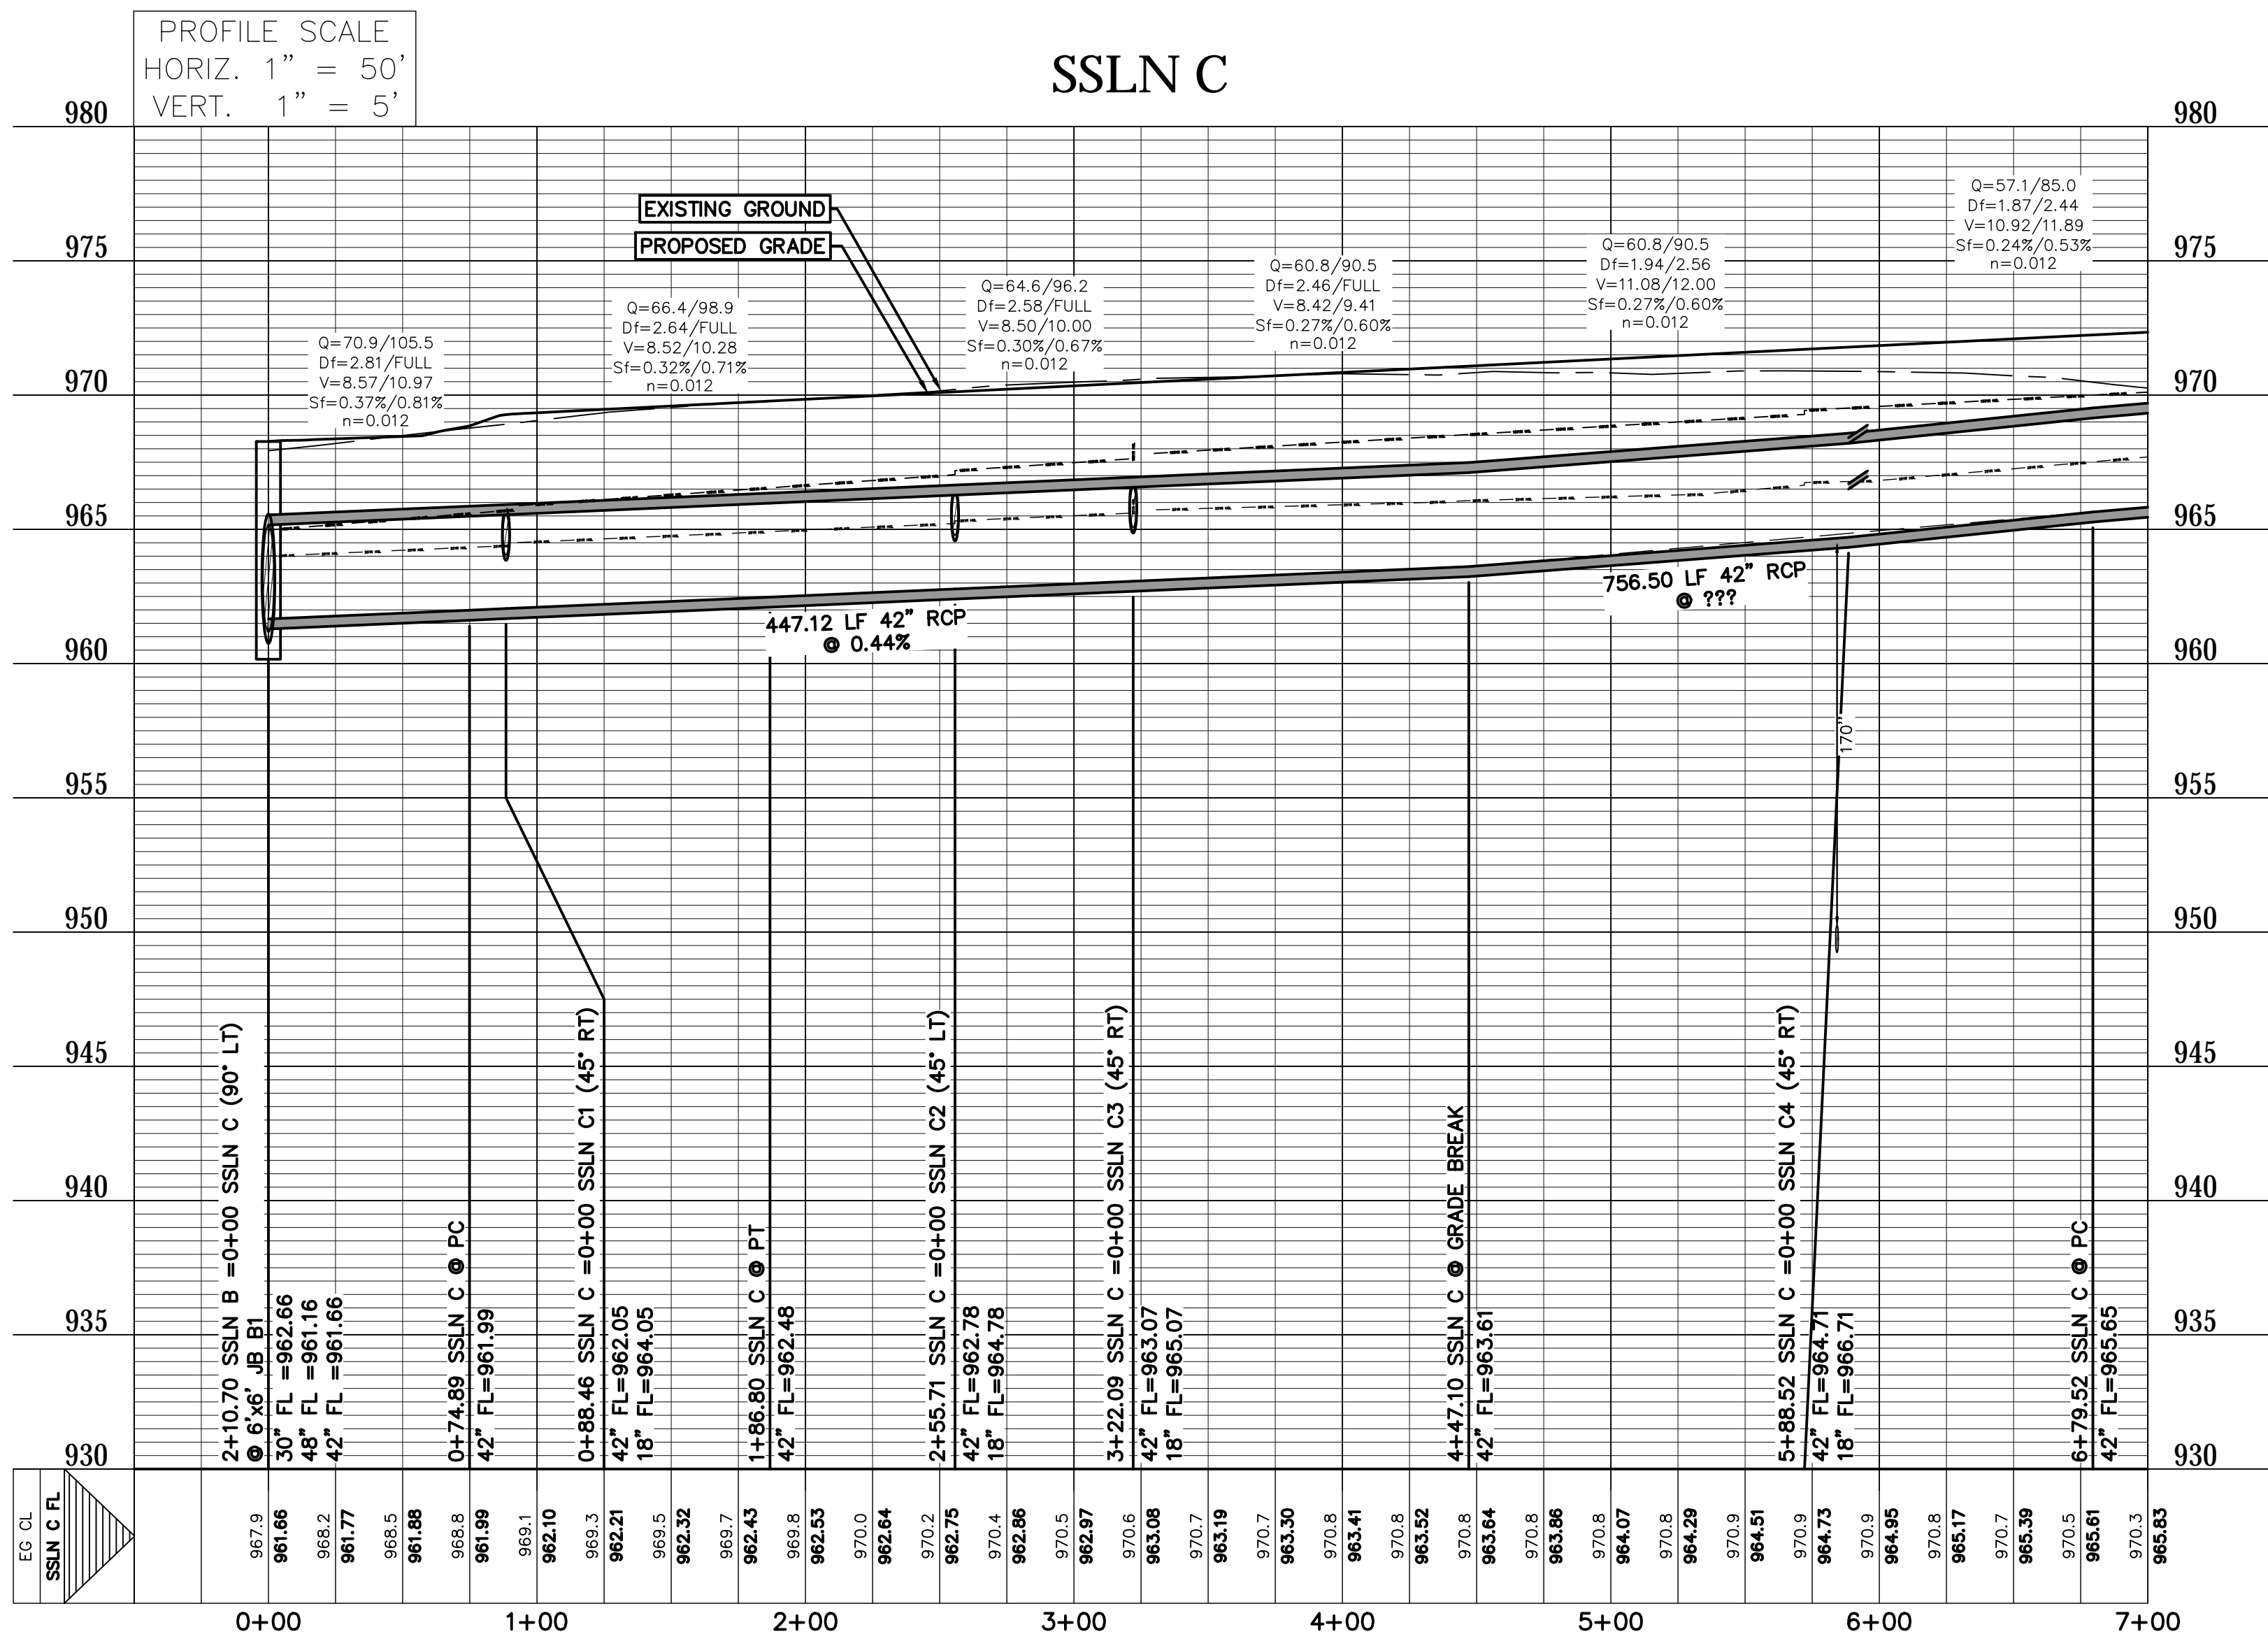 PROFILE SCALE
HORIZ. 1" = 50'
VERT. 1" = 5'
SSLN C
980
980
975
975
970
970
965
965
960
960
955
955
950
950
945
945
940
940
935
935
930
930
EXISTING GROUND
PROPOSED GRADE
Q=70.9/105.5
Df=2.81/FULL
V=8.57/10.97
Sf=0.37%/0.81%
n=0.012
Q=66.4/98.9
Df=2.64/FULL
V=8.52/10.28
Sf=0.32%/0.71%
n=0.012
Q=64.6/96.2
Df=2.58/FULL
V=8.50/10.00
Sf=0.30%/0.67%
n=0.012
Q=60.8/90.5
Df=2.46/FULL
V=8.42/9.41
Sf=0.27%/0.60%
n=0.012
Q=60.8/90.5
Df=1.94/2.56
V=11.08/12.00
Sf=0.27%/0.60%
n=0.012
Q=57.1/85.0
Df=1.87/2.44
V=10.92/11.89
Sf=0.24%/0.53%
n=0.012
447.12 LF 42" RCP
@ 0.44%
756.50 LF 42" RCP
@ ???
170"
2+10.70 SSLN B =0+00 SSLN C (90° LT)
@ 6'x6' JB B1
30" FL =962.66
48" FL =961.16
42" FL =961.66
0+74.89 SSLN C @ PC
42" FL=961.99
0+88.46 SSLN C =0+00 SSLN C1 (45° RT)
42" FL=962.05
18" FL=964.05
1+86.80 SSLN C @ PT
42" FL=962.48
2+55.71 SSLN C =0+00 SSLN C2 (45° LT)
42" FL=962.78
18" FL=964.78
3+22.09 SSLN C =0+00 SSLN C3 (45° RT)
42" FL=963.07
18" FL=965.07
4+47.10 SSLN C @ GRADE BREAK
42" FL=963.61
5+88.52 SSLN C =0+00 SSLN C4 (45° RT)
42" FL=964.71
18" FL=966.71
6+79.52 SSLN C @ PC
42" FL=965.65
EG CL
SSLN C FL
967.9
961.66
968.2
961.77
968.5
961.88
968.8
961.99
969.1
962.10
969.3
962.21
969.5
962.32
969.7
962.43
969.8
962.53
970.0
962.64
970.2
962.75
970.4
962.86
970.5
962.97
970.6
963.08
970.7
963.19
970.7
963.30
970.8
963.41
970.8
963.52
970.8
963.64
970.8
963.86
970.8
964.07
970.8
964.29
970.9
964.51
970.9
964.73
970.9
964.95
970.8
965.17
970.7
965.39
970.5
965.61
970.3
965.83
0+00
1+00
2+00
3+00
4+00
5+00
6+00
7+00